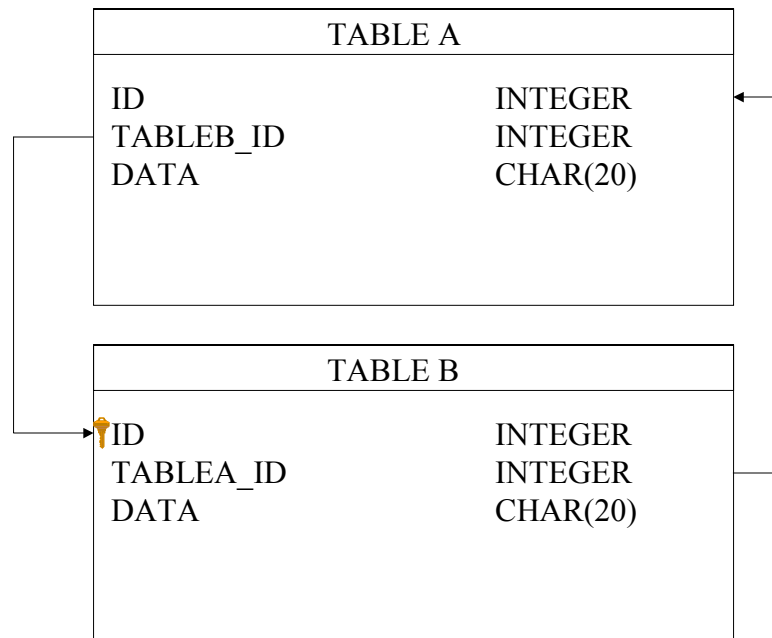 TABLE A
ID INTEGER
TABLEB_ID INTEGER
DATA CHAR(20)
TABLE B
ID INTEGER
TABLEA_ID INTEGER
DATA CHAR(20)